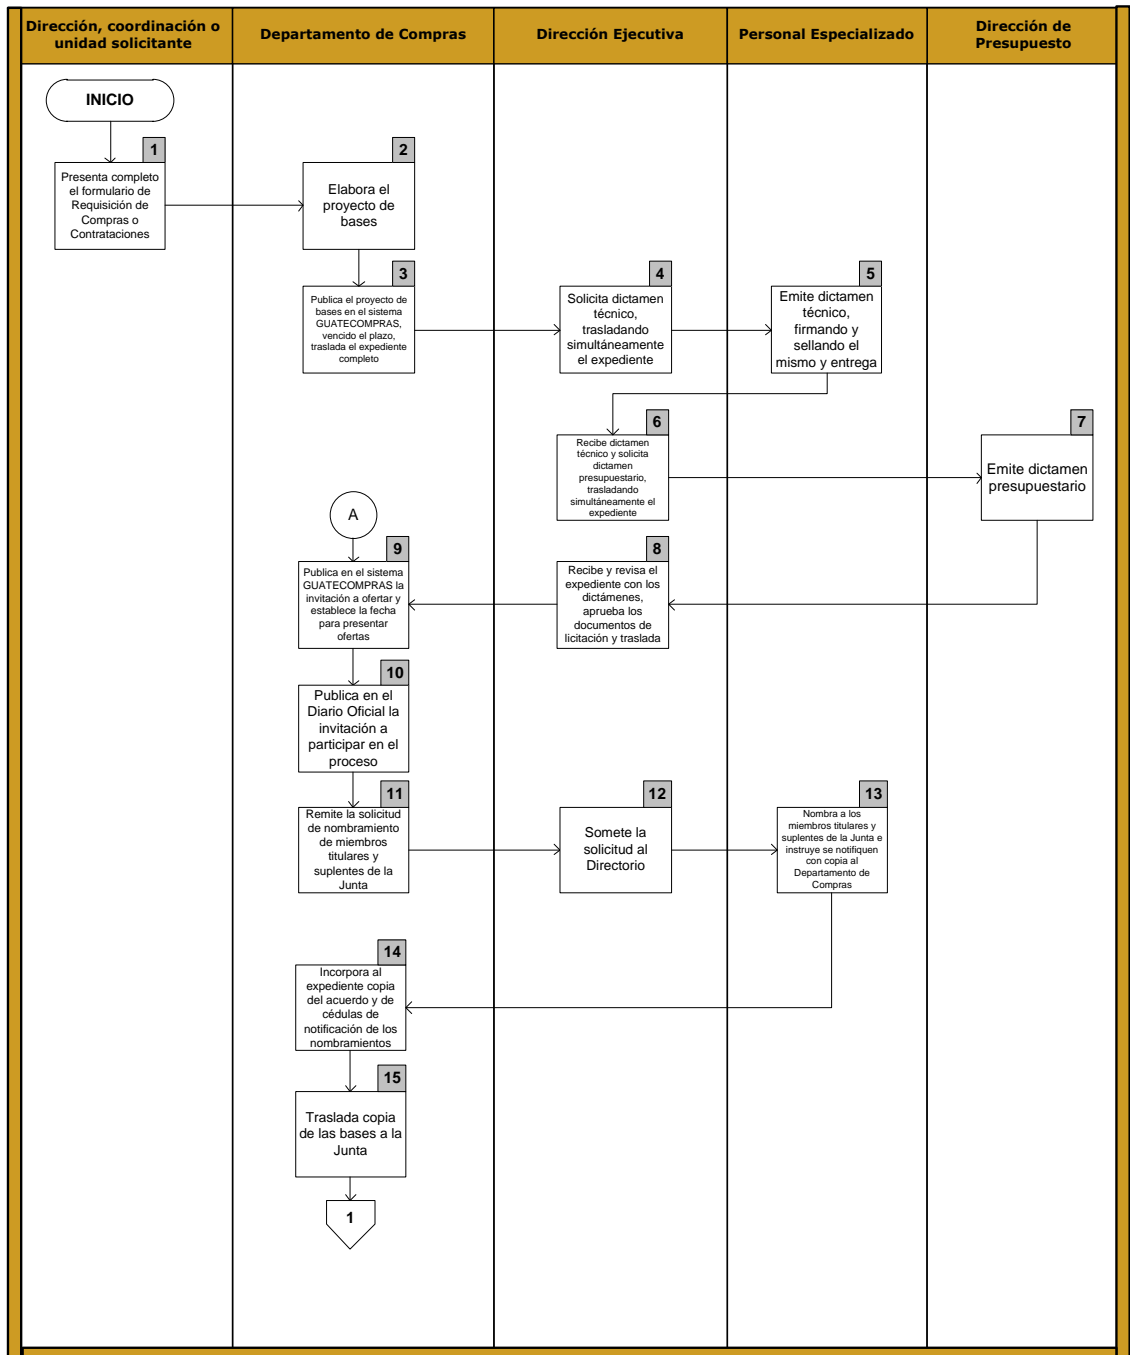 Dirección, coordinación o
unidad solicitante
Departamento de Compras
Dirección Ejecutiva
Personal Especializado
Dirección de
Presupuesto
INICIO
1
Presenta completo
el formulario de
Requisición de
Compras o
Contrataciones
2
Elabora el
proyecto de
bases
3
Publica el proyecto de
bases en el sistema
GUATECOMPRAS,
vencido el plazo,
traslada el expediente
completo
4
Solicita dictamen
técnico,
trasladando
simultáneamente
el expediente
5
Emite dictamen
técnico,
firmando y
sellando el
mismo y entrega
6
Recibe dictamen
técnico y solicita
dictamen
presupuestario,
trasladando
simultáneamente el
expediente
7
Emite dictamen
presupuestario
A
8
Recibe y revisa el
expediente con los
dictámenes,
aprueba los
documentos de
licitación y traslada
9
Publica en el sistema
GUATECOMPRAS la
invitación a ofertar y
establece la fecha
para presentar
ofertas
10
Publica en el
Diario Oficial la
invitación a
participar en el
proceso
11
Remite la solicitud
de nombramiento
de miembros
titulares y
suplentes de la
Junta
12
Somete la
solicitud al
Directorio
13
Nombra a los
miembros titulares y
suplentes de la Junta e
instruye se notifiquen
con copia al
Departamento de
Compras
14
Incorpora al
expediente copia
del acuerdo y de
cédulas de
notificación de los
nombramientos
15
Traslada copia
de las bases a la
Junta
1